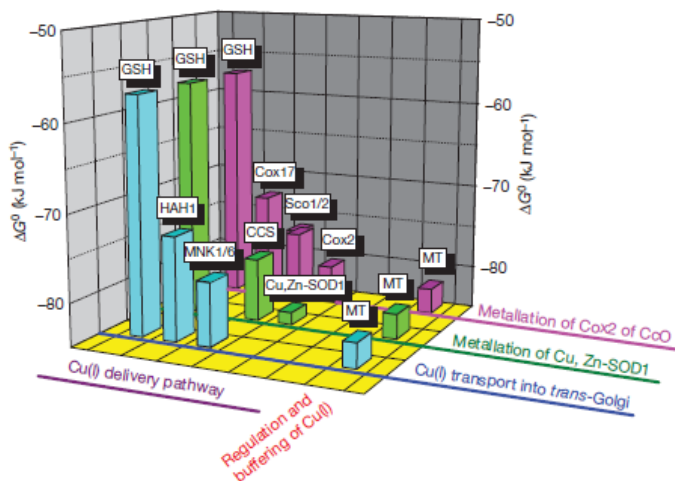 −50
−60
−70
−80
ΔG⁰ (kJ mol⁻¹)
GSH
GSH
GSH
HAH1
MNK1/6
CCS
Cox17
Sco1/2
Cox2
Cu,Zn-SOD1
MT
MT
MT
−50
−60
−70
−80
ΔG⁰ (kJ mol⁻¹)
Metallation of Cox2 of CcO
Metallation of Cu, Zn-SOD1
Cu(I) transport into trans-Golgi
Cu(I) delivery pathway
Regulation and
buffering of Cu(I)